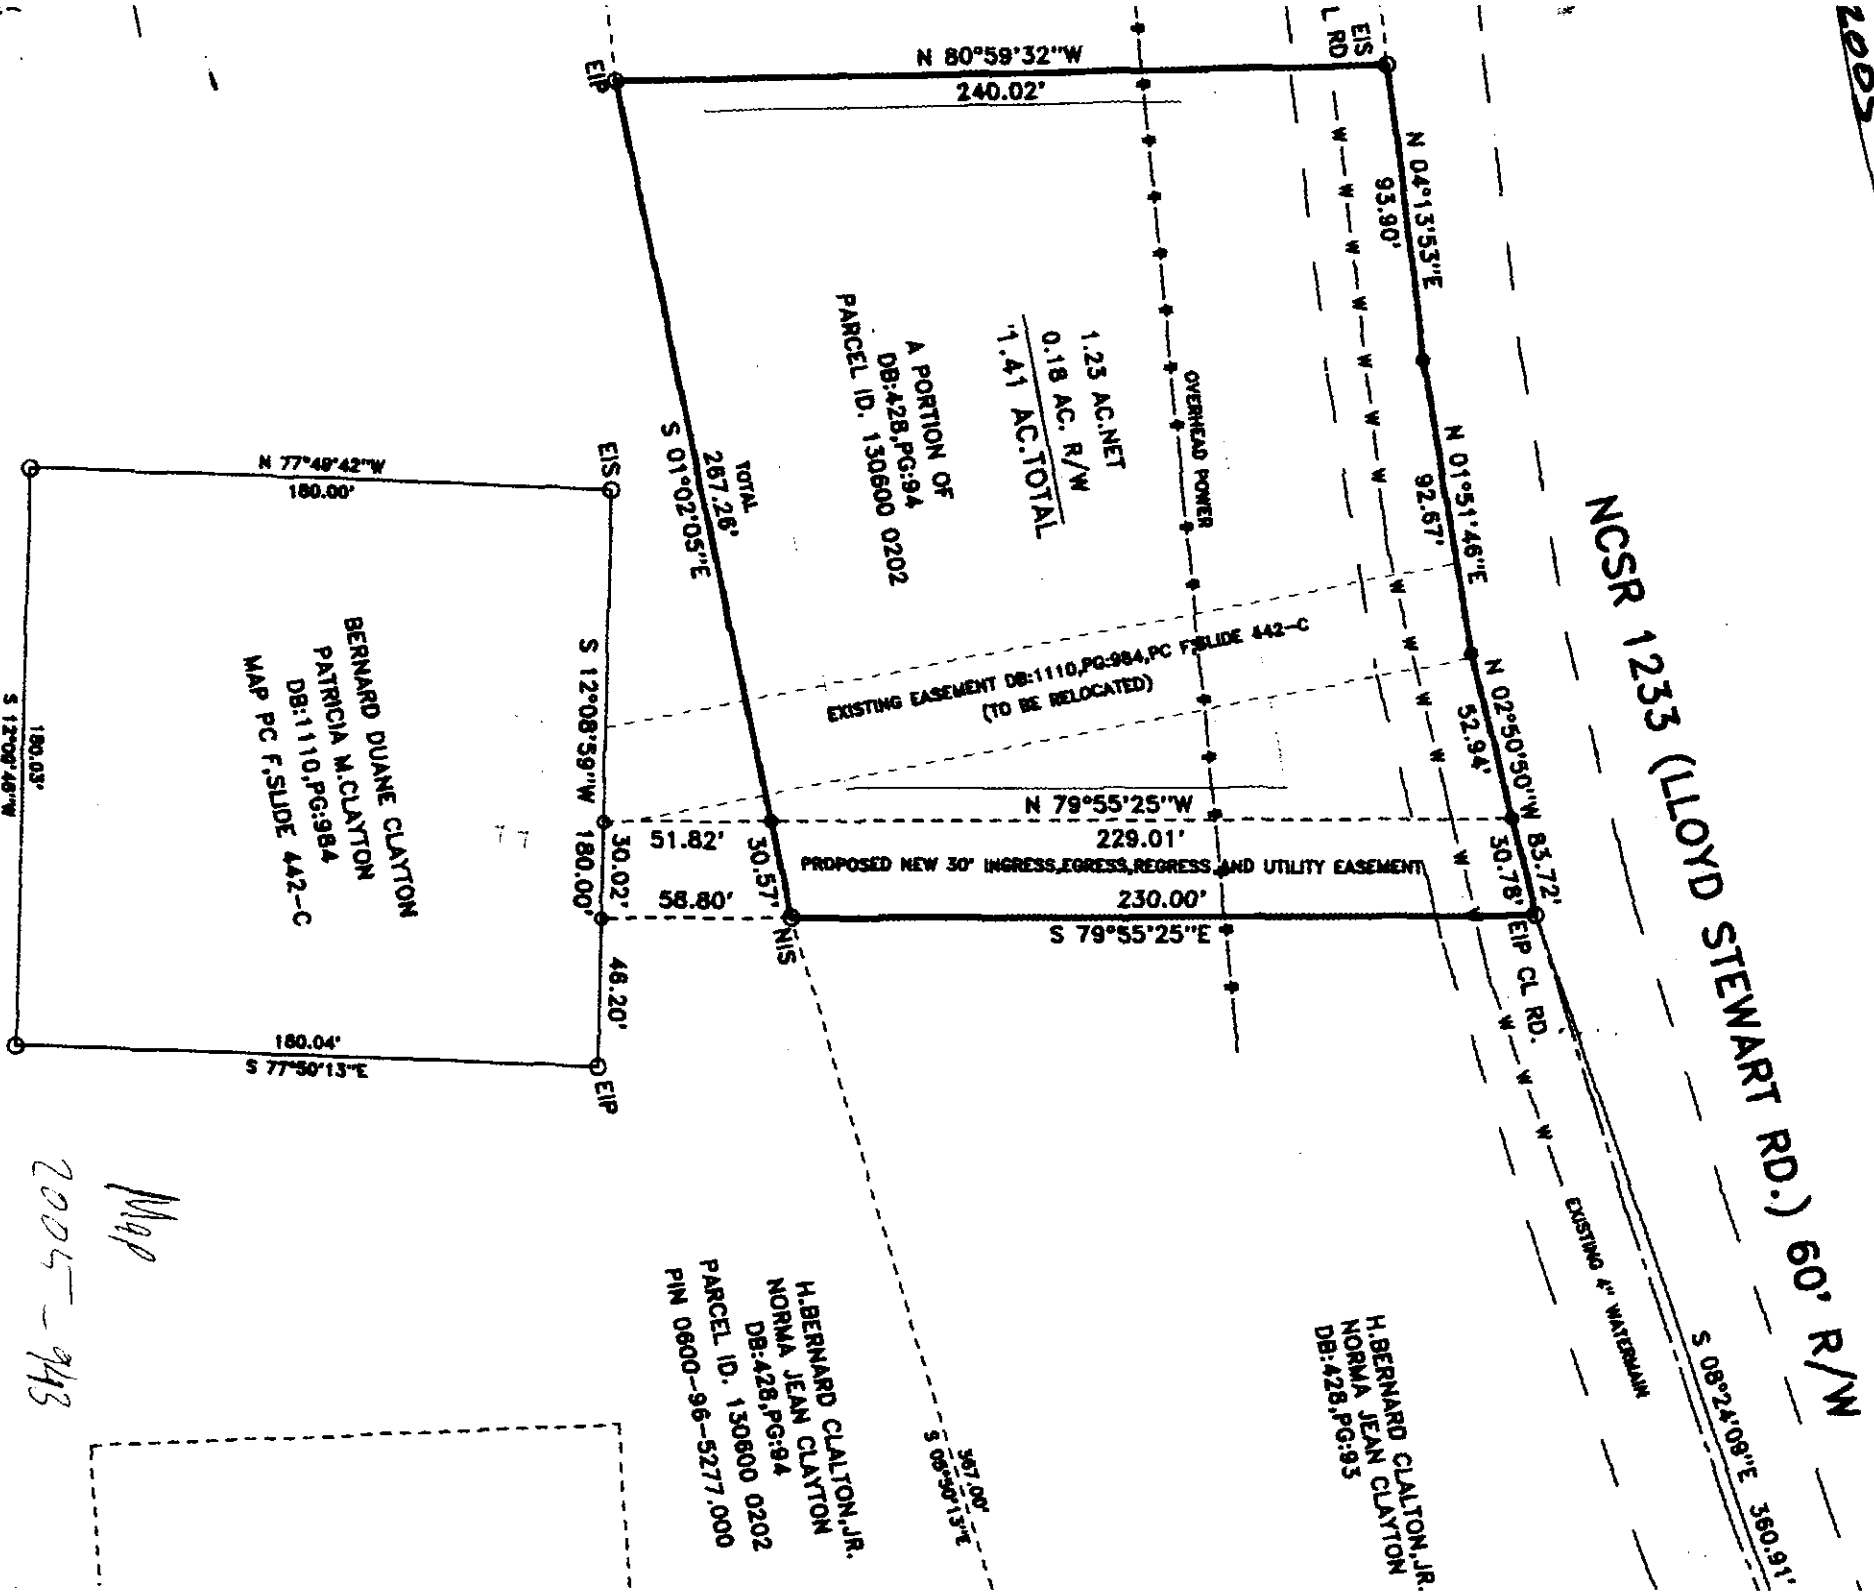 2005
EIS
L RD
N 80°59'32"W
240.02'
EIP
N 04°13'53"E
93.90'
N 01°51'46"E
92.67'
N 02°50'50"W 83.72'
52.94'
30.78'
EIP CL RD.
NCSR 1233 (LLOYD STEWART RD.) 60' R/W
OVERHEAD POWER
1.23 AC.NET
0.18 AC. R/W
1.41 AC.TOTAL
A PORTION OF
DB:428,PG:94
PARCEL ID. 130600 0202
TOTAL
267.26'
S 01°02'05"E
EXISTING EASEMENT DB:1110,PG:984,PC F,SLIDE 442-C
(TO BE RELOCATED)
N 79°55'25"W
229.01'
PROPOSED NEW 30' INGRESS,EGRESS,REGRESS,AND UTILITY EASEMENT
230.00'
S 79°55'25"E
51.82'
30.57'
58.80'
NIS
EIS
N 77°49'42"W
180.00'
S 12°08'59"W 180.00'
30.02'
46.20'
EIP
BERNARD DUANE CLAYTON
PATRICIA M.CLAYTON
DB:1110,PG:984
MAP PC F,SLIDE 442-C
180.03'
180.04'
S 77°50'13"E
W W W W W W W W W W W W W W W W W W W
EXISTING 4" WATERMAIN
S 08°24'09"E 360.91'
H.BERNARD CLALTON,JR.
NORMA JEAN CLAYTON
DB:428,PG:93
H.BERNARD CLALTON,JR.
NORMA JEAN CLAYTON
DB:428,PG:94
PARCEL ID. 130600 0202
PIN 0600-96-5277.000
367.00'
Map
2005-943